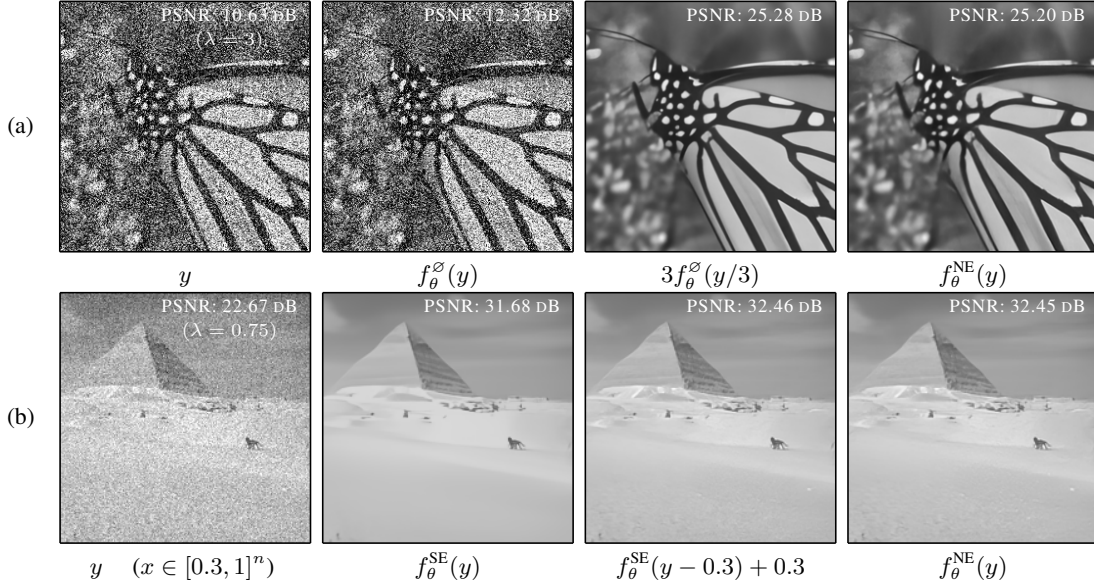 PSNR: 10.63 DB
(λ = 3)
PSNR: 12.32 DB
PSNR: 25.28 DB
PSNR: 25.20 DB
(a)
y
f_θ^∅(y)
3f_θ^∅(y/3)
f_θ^NE(y)
PSNR: 22.67 DB
(λ = 0.75)
PSNR: 31.68 DB
PSNR: 32.46 DB
PSNR: 32.45 DB
(b)
y (x ∈ [0.3, 1]^n)
f_θ^SE(y)
f_θ^SE(y − 0.3) + 0.3
f_θ^NE(y)